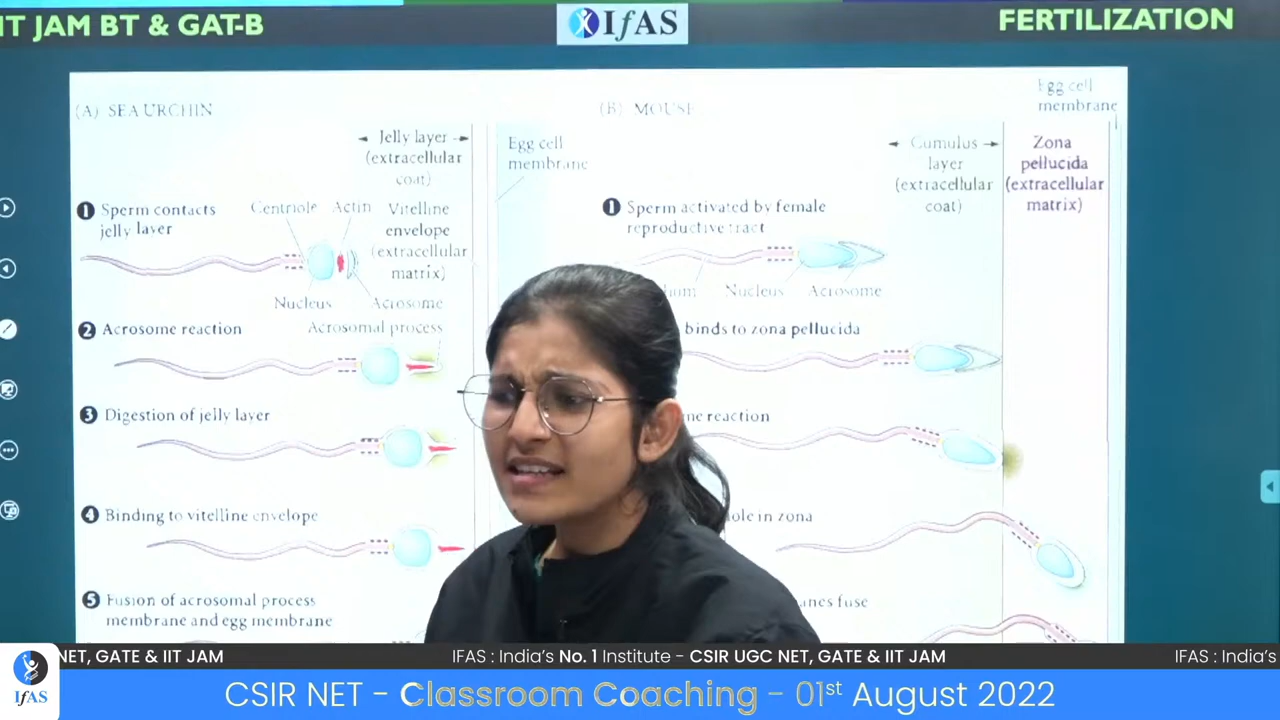 IIT JAM BT & GAT-B
IfAS
FERTILIZATION
(A) SEA URCHIN
Jelly layer
(extracellular
coat)
Egg cell
membrane
1 Sperm contacts
jelly layer
Centriole
Actin
Vitelline
envelope
(extracellular
matrix)
Nucleus
Acrosome
2 Acrosome reaction
Acrosomal process
3 Digestion of jelly layer
4 Binding to vitelline envelope
5 Fusion of acrosomal process
membrane and egg membrane
(B) MOUSE
Egg cell
membrane
Cumulus
layer
(extracellular
coat)
Zona
pellucida
(extracellular
matrix)
1 Sperm activated by female
reproductive tract
Nucleus
Acrosome
binds to zona pellucida
reaction
in zona
fuse
NET, GATE & IIT JAM
IFAS : India's No. 1 Institute - CSIR UGC NET, GATE & IIT JAM
IFAS : India's
IfAS
CSIR NET - Classroom Coaching - 01st August 2022